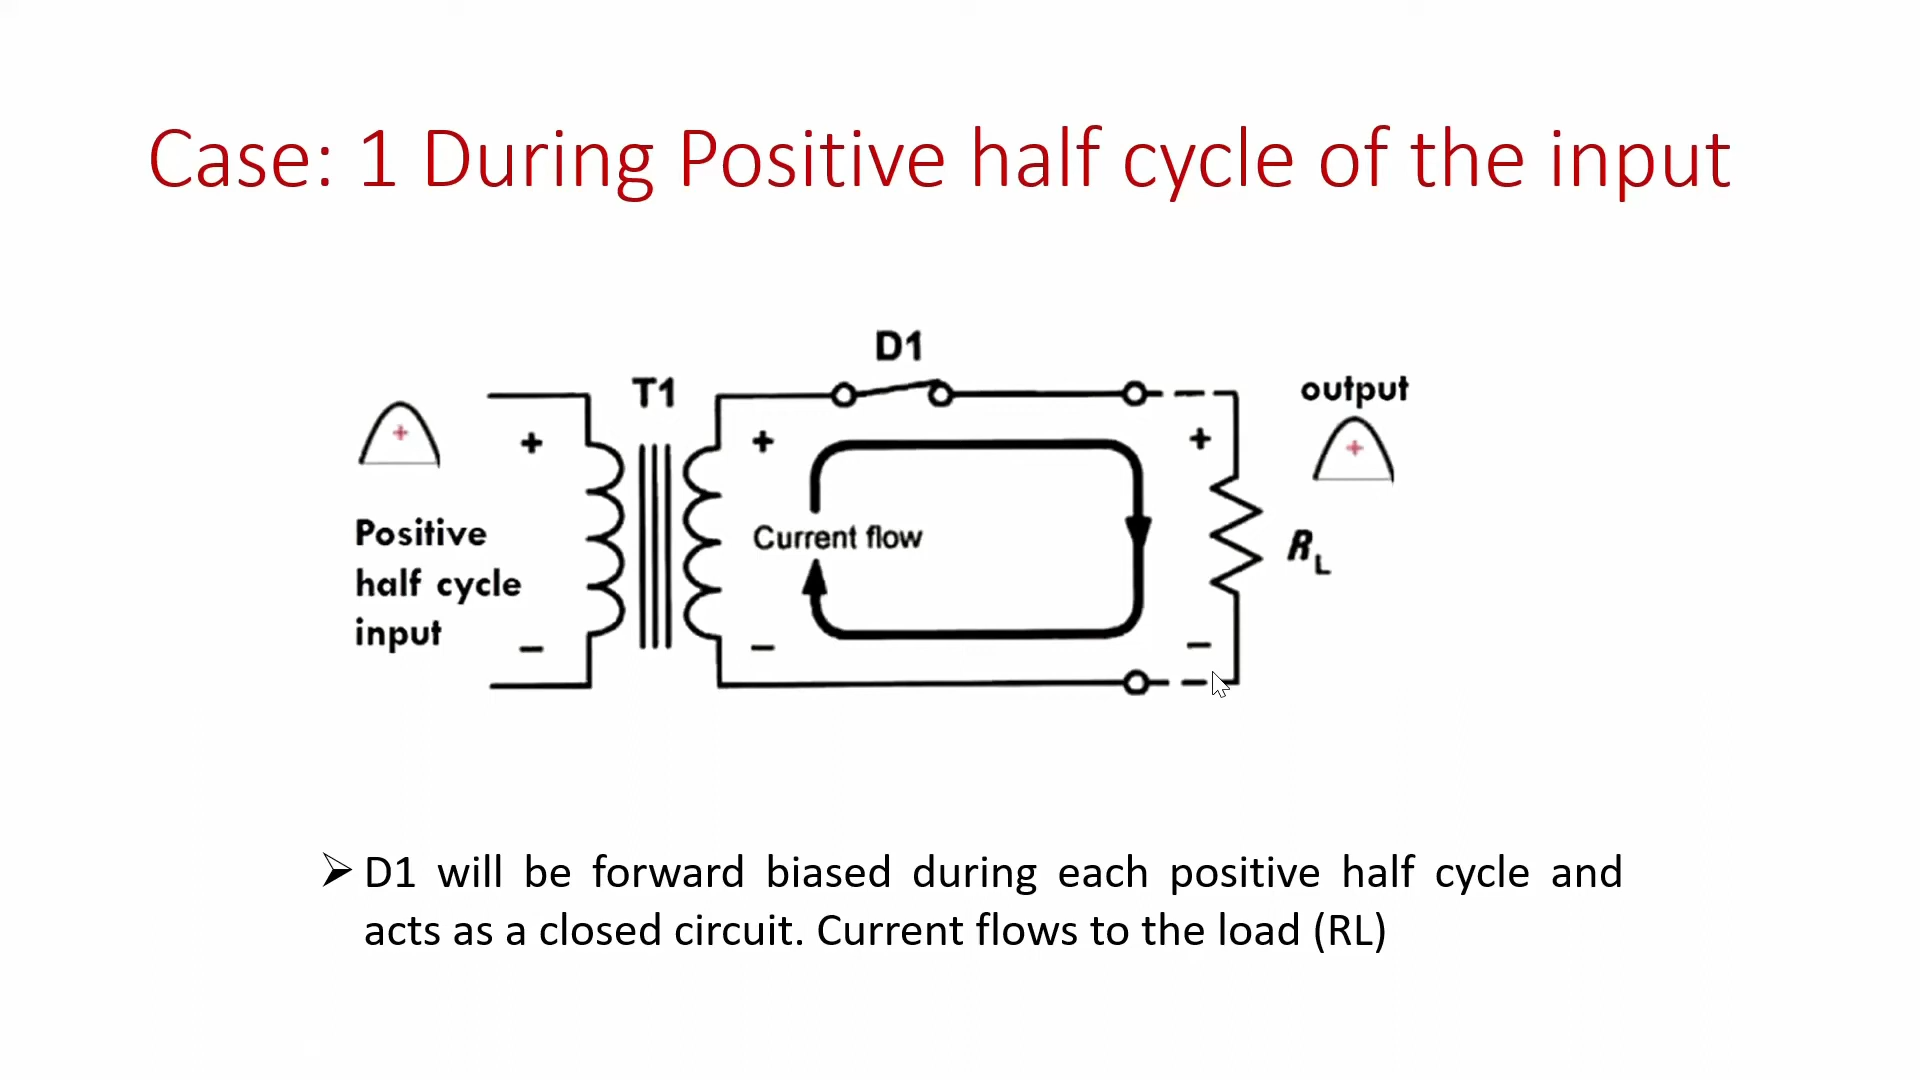 Case: 1 During Positive half cycle of the input
D1
T1
output
+
+
+
+
+
Positive
half cycle
input
Current flow
RL
−
−
−
➢ D1 will be forward biased during each positive half cycle and
acts as a closed circuit. Current flows to the load (RL)